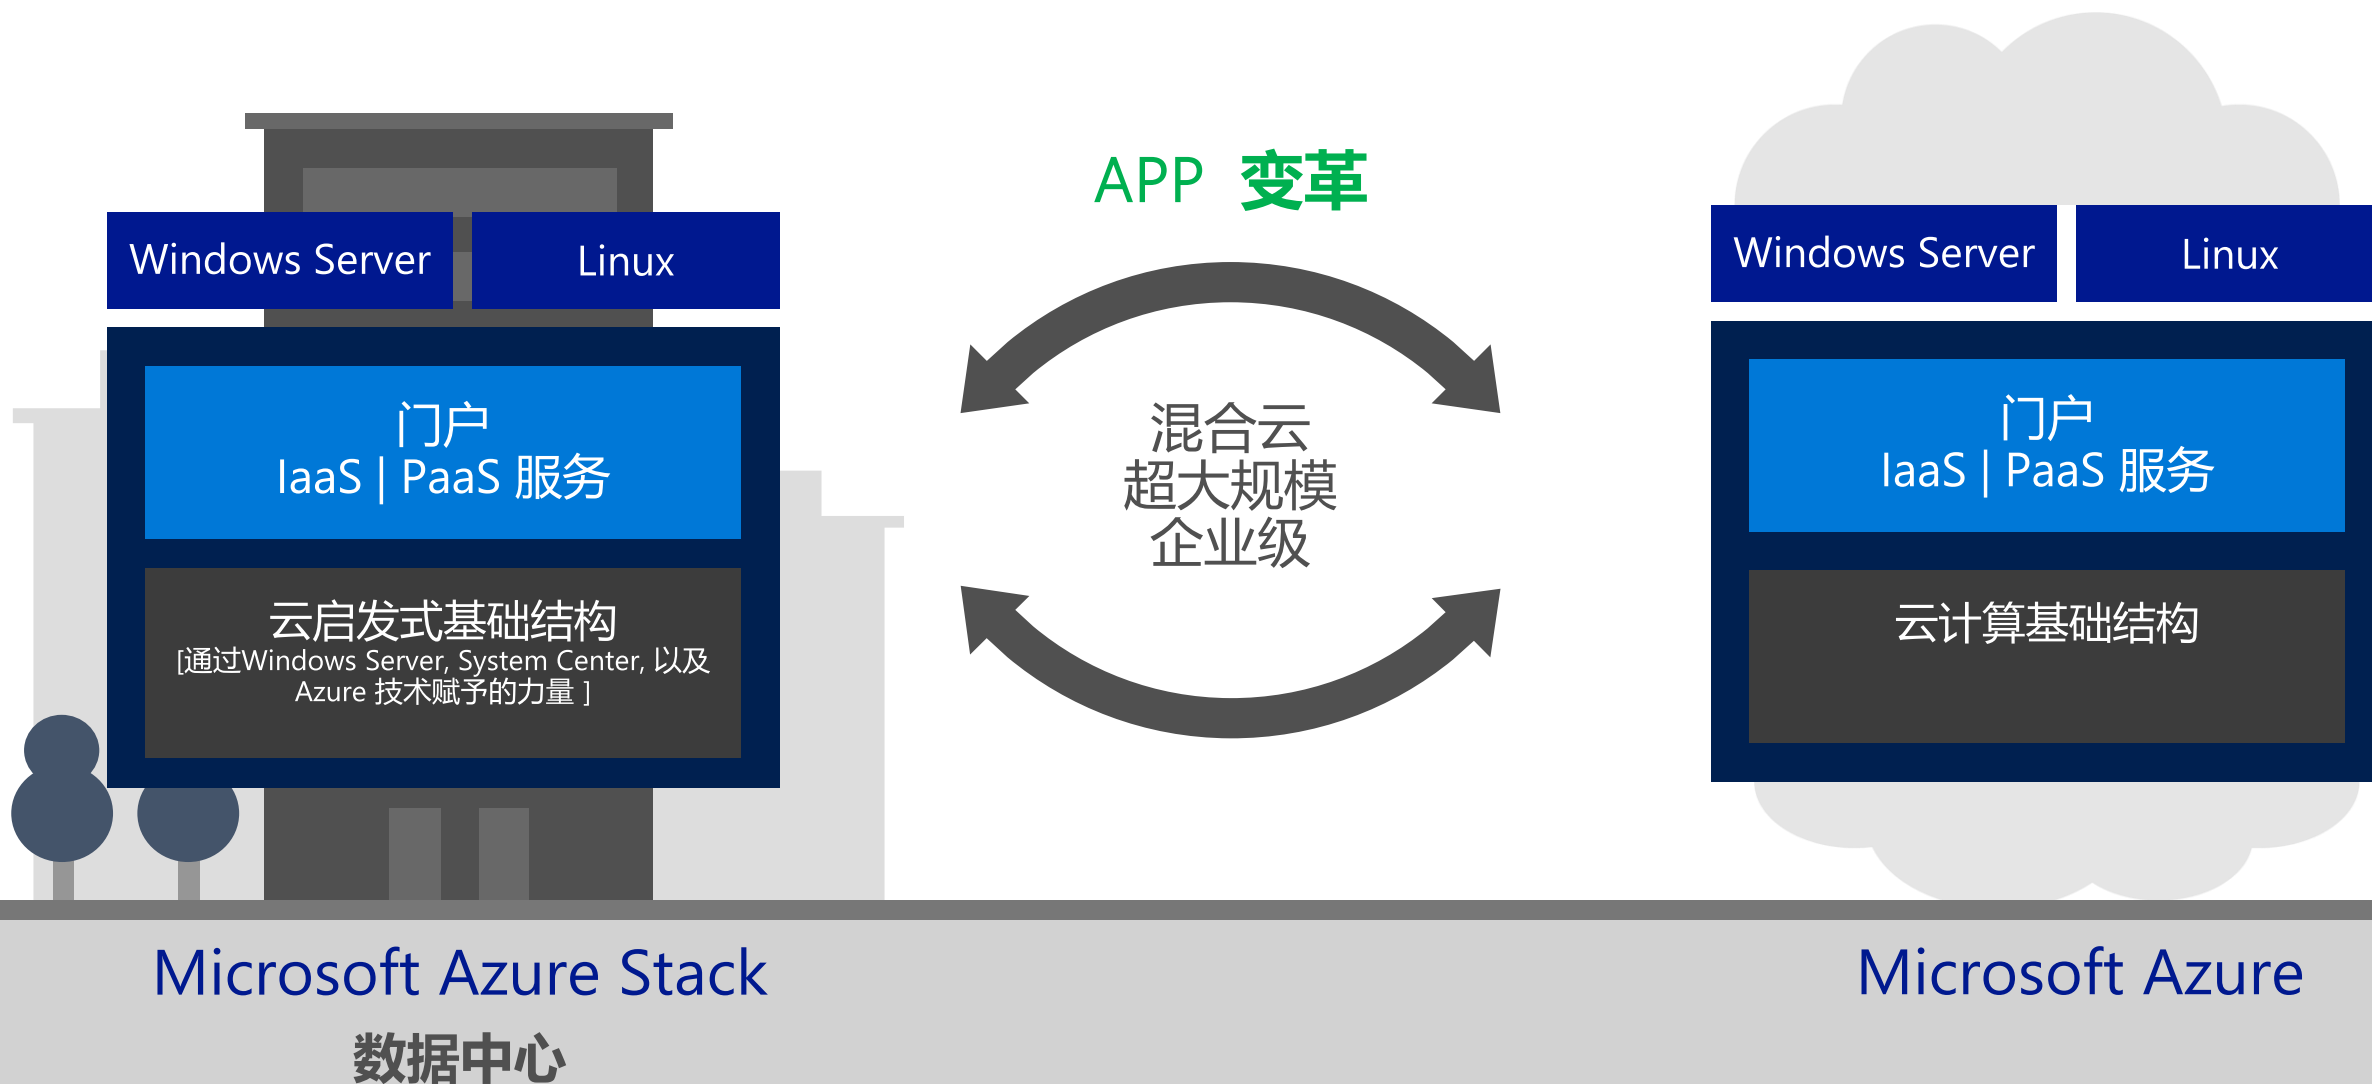 APP 变革
Windows Server
Linux
门户
IaaS | PaaS 服务
云启发式基础结构
[通过Windows Server, System Center, 以及
Azure 技术赋予的力量 ]
混合云
超大规模
企业级
Windows Server
Linux
门户
IaaS | PaaS 服务
云计算基础结构
Microsoft Azure Stack
数据中心
Microsoft Azure